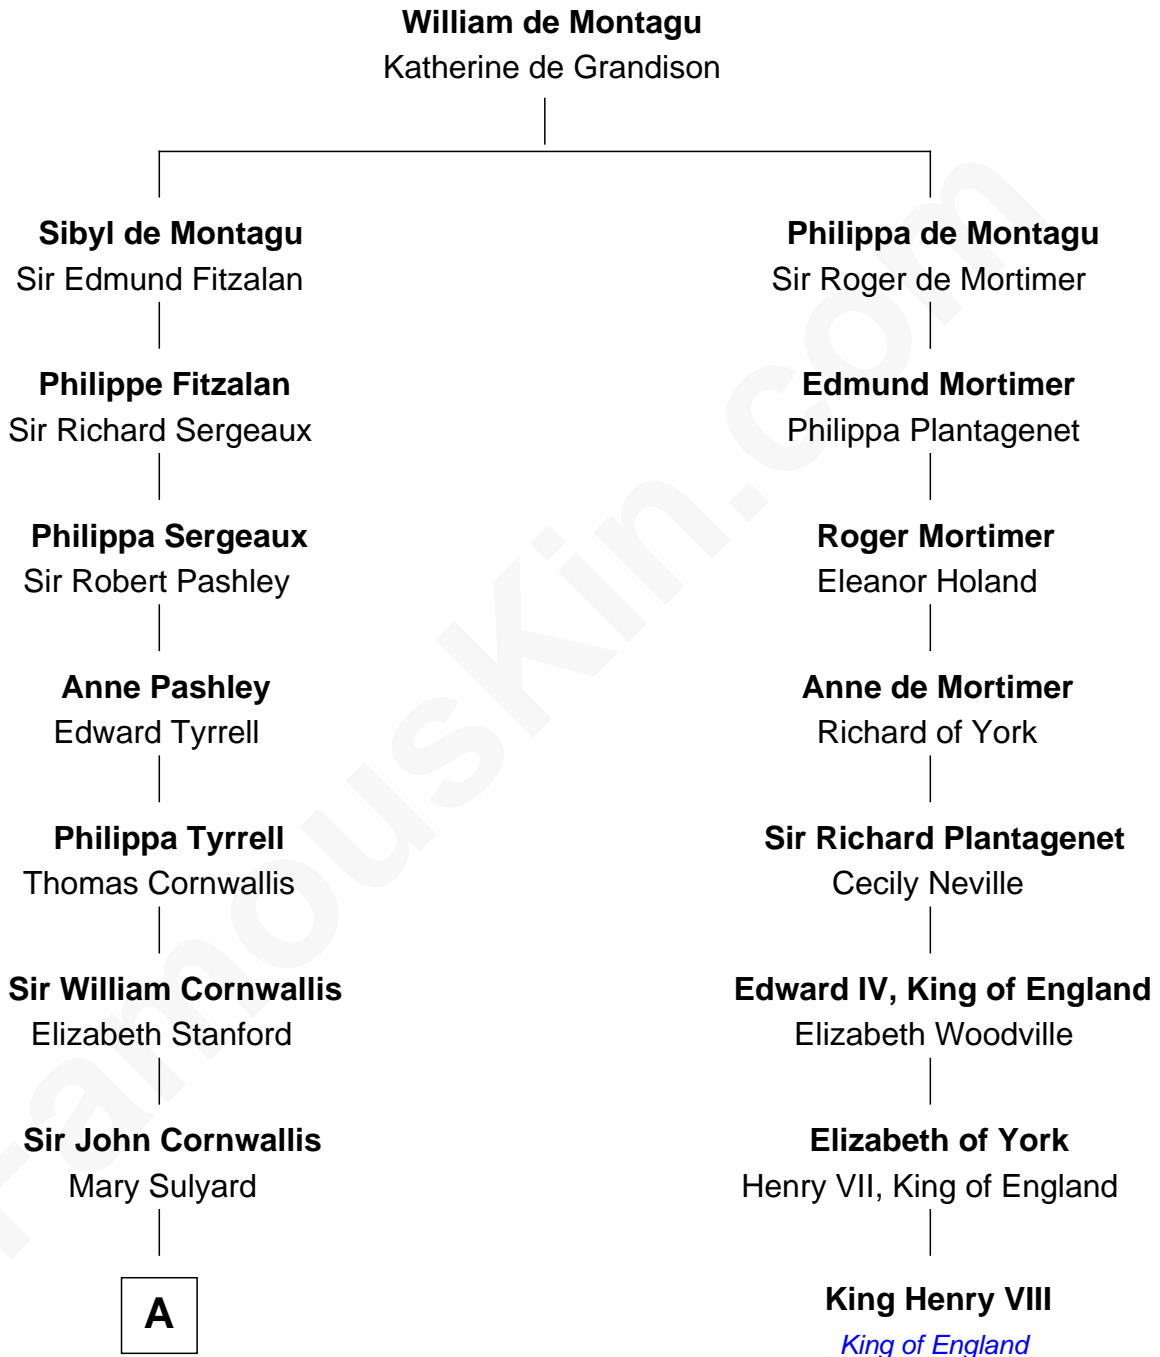 William de Montagu
Katherine de Grandison
Sibyl de Montagu
Sir Edmund Fitzalan
Philippa de Montagu
Sir Roger de Mortimer
Philippe Fitzalan
Sir Richard Sergeaux
Edmund Mortimer
Philippa Plantagenet
Philippa Sergeaux
Sir Robert Pashley
Roger Mortimer
Eleanor Holand
Anne Pashley
Edward Tyrrell
Anne de Mortimer
Richard of York
Philippa Tyrrell
Thomas Cornwallis
Sir Richard Plantagenet
Cecily Neville
Sir William Cornwallis
Elizabeth Stanford
Edward IV, King of England
Elizabeth Woodville
Sir John Cornwallis
Mary Sulyard
Elizabeth of York
Henry VII, King of England
A
King Henry VIII
King of England
FamousKin.com